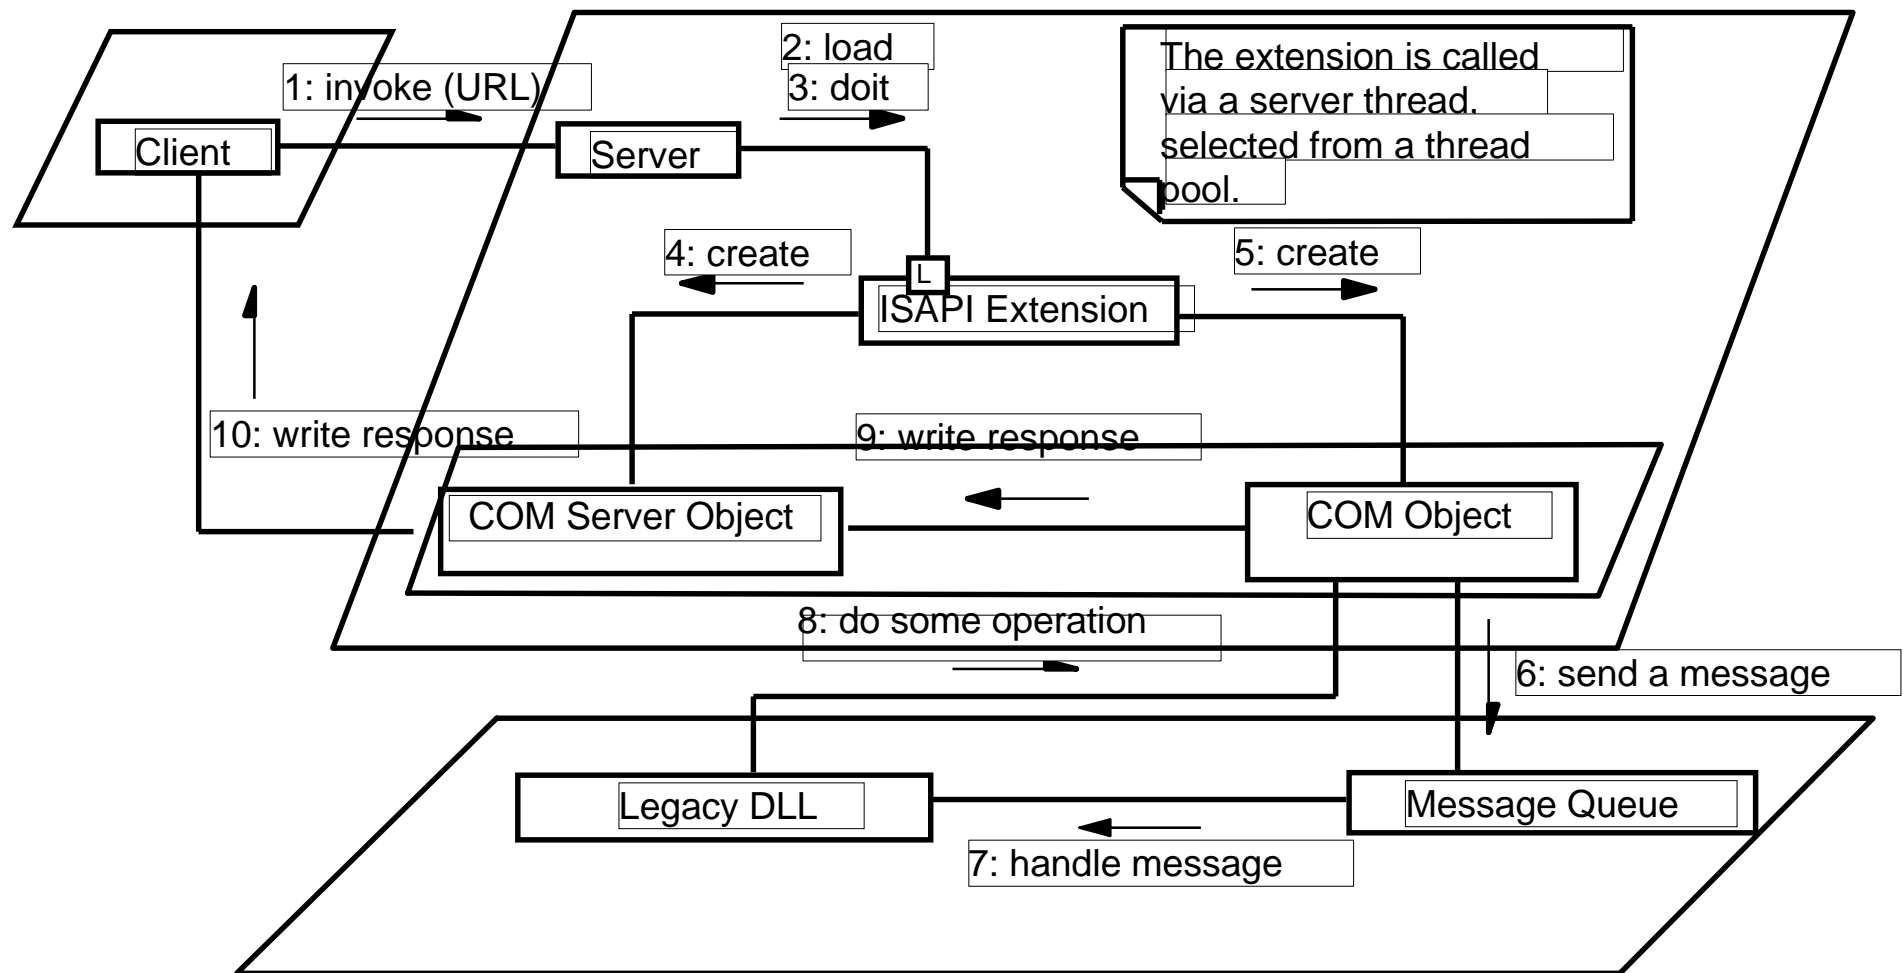 2: load
1: invoke (URL)
3: doit
The extension is called
via a server thread,
selected from a thread
pool.
Client
Server
4: create
5: create
L
ISAPI Extension
10: write response
9: write response
COM Server Object
COM Object
8: do some operation
6: send a message
Legacy DLL
Message Queue
7: handle message